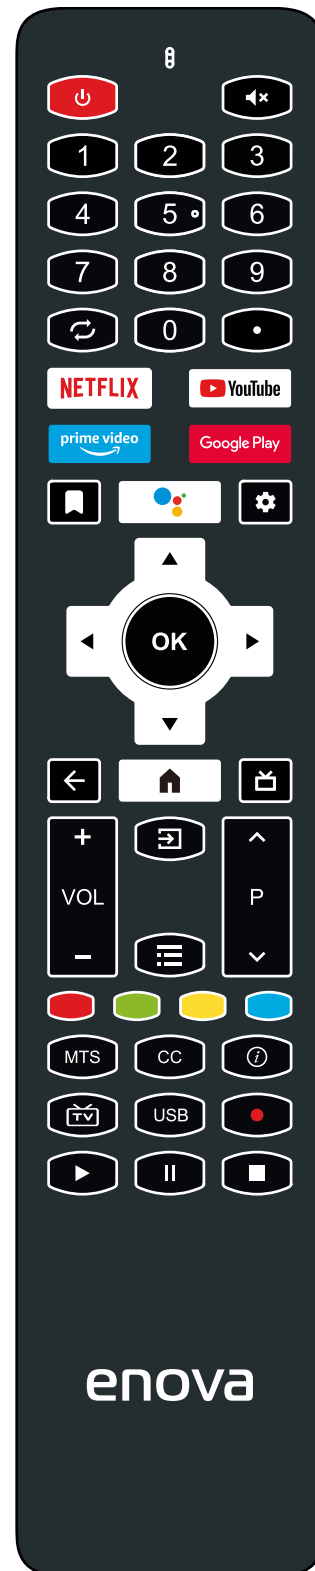 1 2 3
4 5 6
7 8 9
0
NETFLIX YouTube
prime video Google Play
OK
VOL P
MTS CC i
TV USB
enova